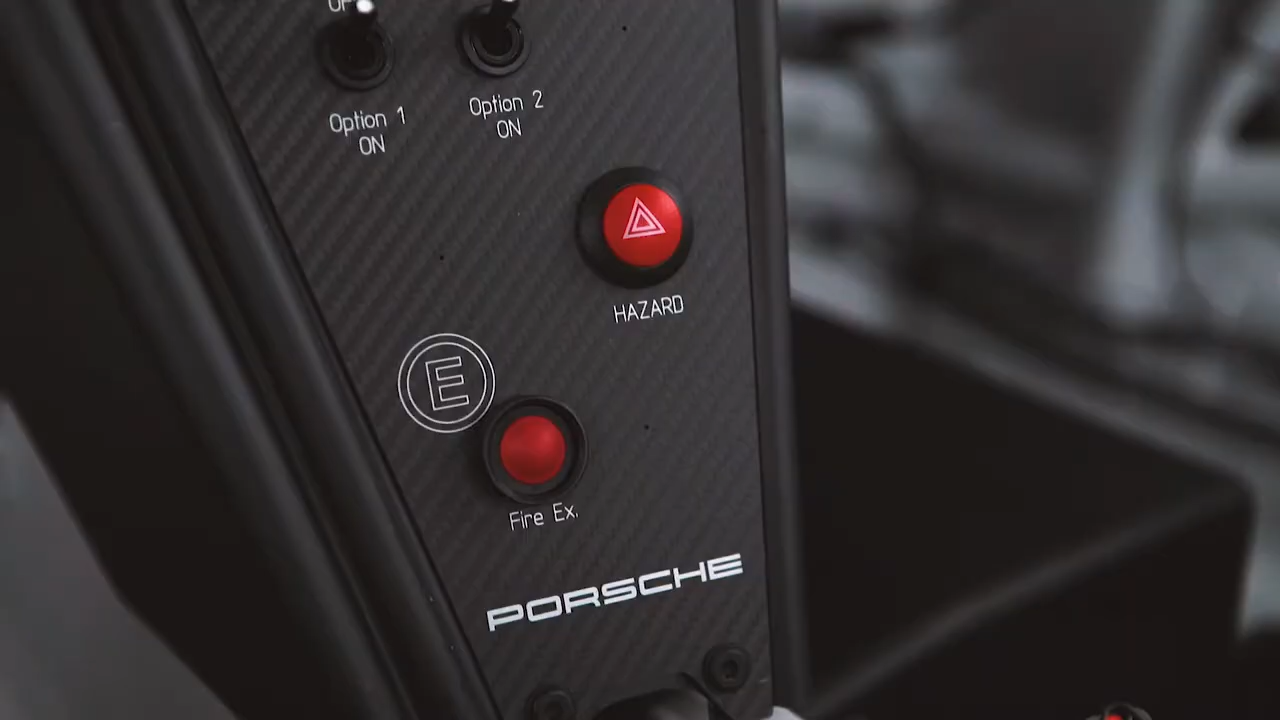 Option 1
ON
Option 2
ON
HAZARD
E
Fire Ex.
PORSCHE